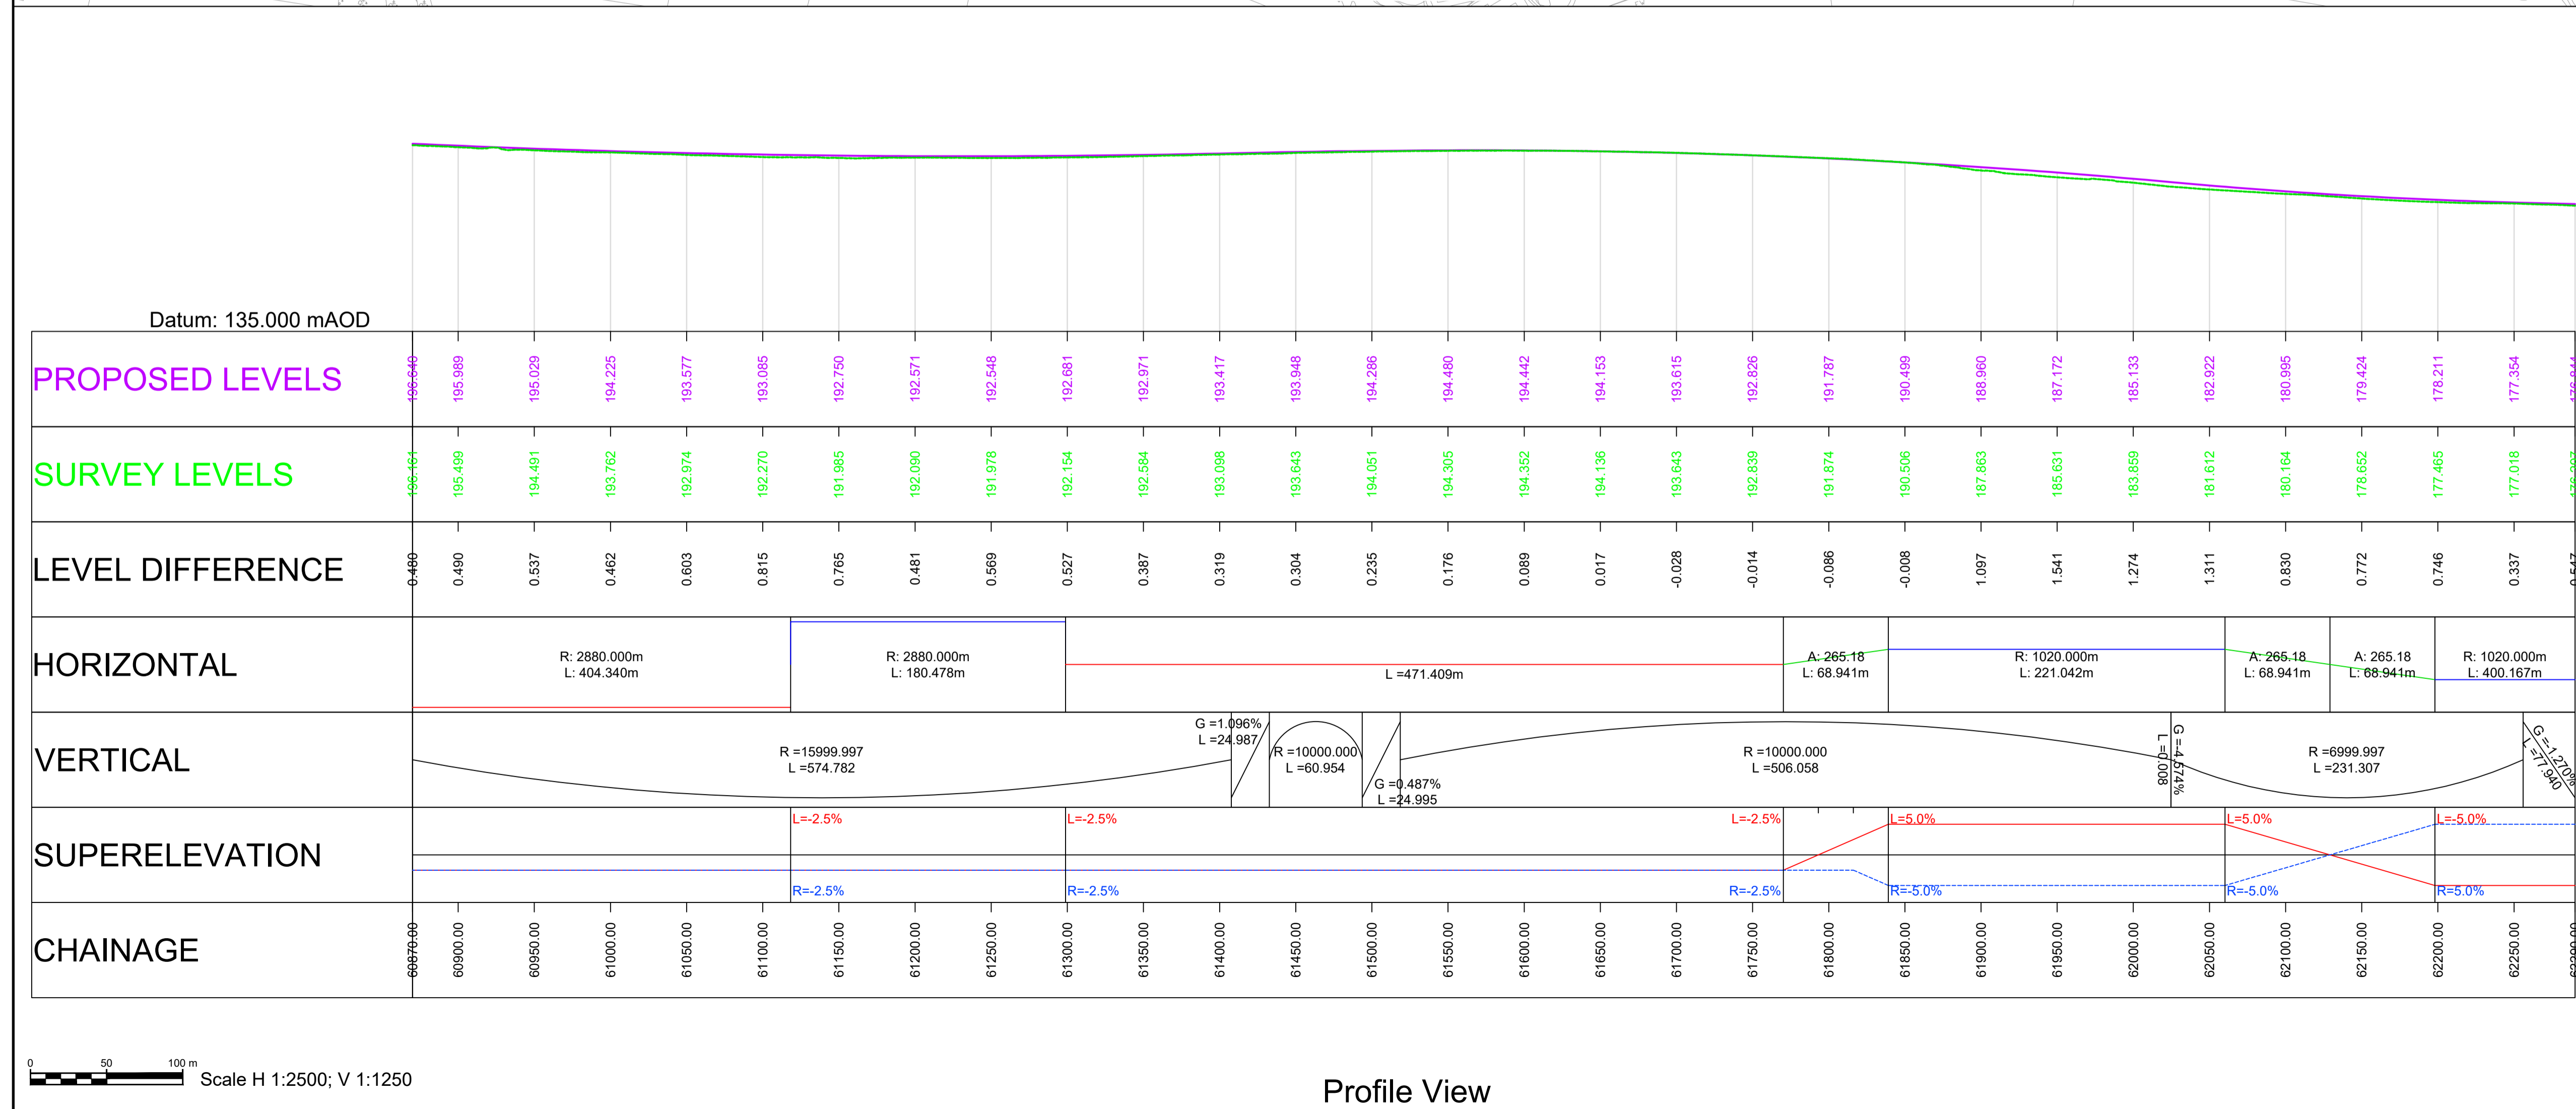 Datum: 135.000 mAOD
PROPOSED LEVELS
196.640 195.989 195.029 194.225 193.577 193.085 192.750 192.571 192.548 192.681 192.971 193.417 193.948 194.286 194.480 194.442 194.153 193.615 192.826 191.787 190.499 188.960 187.172 185.133 182.922 180.995 179.424 178.211 177.354
SURVEY LEVELS
196.161 195.499 194.491 193.762 192.974 192.270 191.985 192.090 191.978 192.154 192.584 193.098 193.643 194.051 194.305 194.352 194.136 193.643 192.839 191.874 190.506 187.863 185.631 183.859 181.612 180.164 178.652 177.465 177.018
LEVEL DIFFERENCE
0.480 0.490 0.537 0.462 0.603 0.815 0.765 0.481 0.569 0.527 0.387 0.319 0.304 0.235 0.176 0.089 0.017 -0.028 -0.014 -0.086 -0.008 1.097 1.541 1.274 1.311 0.830 0.772 0.746 0.337 0.547
HORIZONTAL
R: 2880.000m
L: 404.340m
R: 2880.000m
L: 180.478m
L =471.409m
A: 265.18
L: 68.941m
R: 1020.000m
L: 221.042m
A: 265.18
L: 68.941m
A: 265.18
L: 68.941m
R: 1020.000m
L: 400.167m
VERTICAL
R =15999.997
L =574.782
G =1.096%
L =24.987
R =10000.000
L =60.954
G =0.487%
L =24.995
R =10000.000
L =506.058
G =-4.574%
L =0.008
R =6999.997
L =231.307
G =-1.270%
L =77.940
SUPERELEVATION
L=-2.5% L=-2.5% L=-2.5% L=5.0% L=5.0% L=-5.0%
R=-2.5% R=-2.5% R=-2.5% R=-5.0% R=-5.0% R=5.0%
CHAINAGE
60870.00 60900.00 60950.00 61000.00 61050.00 61100.00 61150.00 61200.00 61250.00 61300.00 61350.00 61400.00 61450.00 61500.00 61550.00 61600.00 61650.00 61700.00 61750.00 61800.00 61850.00 61900.00 61950.00 62000.00 62050.00 62100.00 62150.00 62200.00 62250.00
0 50 100 m
Scale H 1:2500; V 1:1250
Profile View